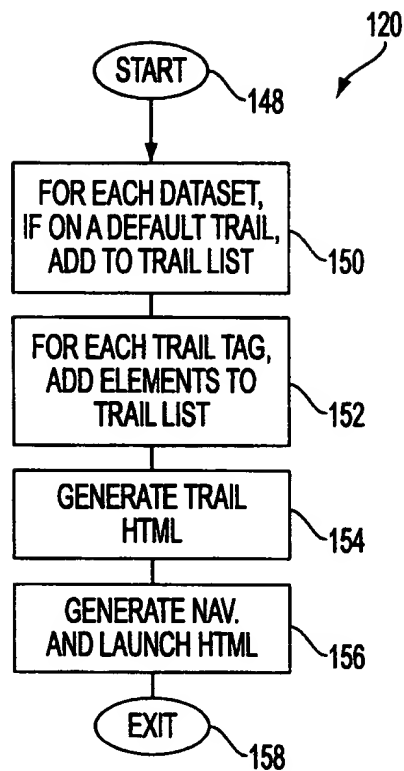 120
START
148
FOR EACH DATASET,
IF ON A DEFAULT TRAIL,
ADD TO TRAIL LIST
150
FOR EACH TRAIL TAG,
ADD ELEMENTS TO
TRAIL LIST
152
GENERATE TRAIL
HTML
154
GENERATE NAV.
AND LAUNCH HTML
156
EXIT
158